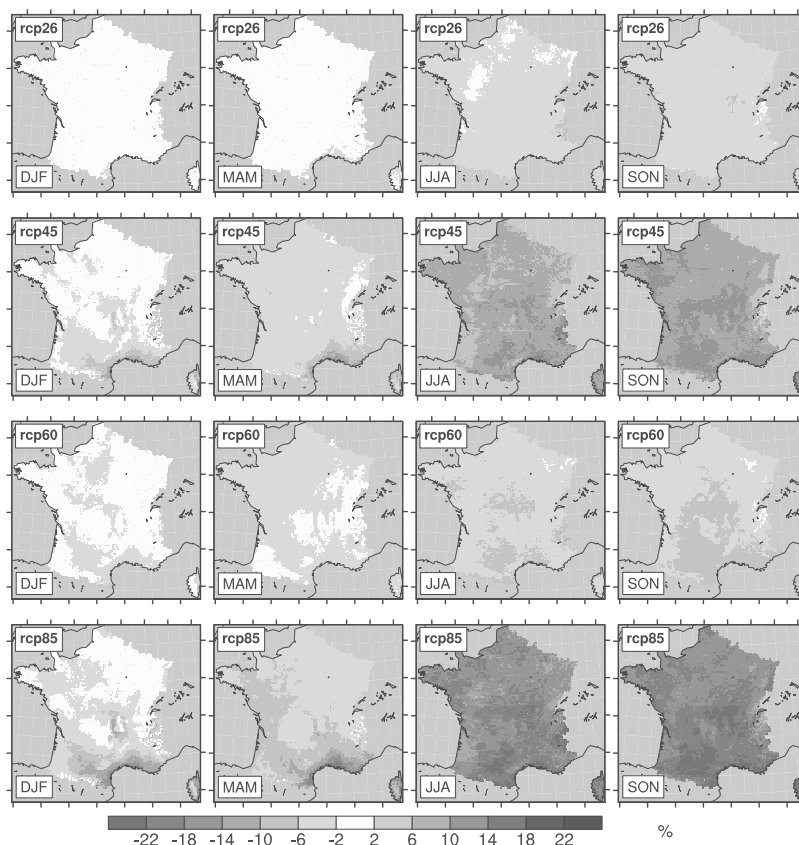 rcp26
rcp26
rcp26
rcp26
DJF
MAM
JJA
SON
rcp45
rcp45
rcp45
rcp45
DJF
MAM
JJA
SON
rcp60
rcp60
rcp60
rcp60
DJF
MAM
JJA
SON
rcp85
rcp85
rcp85
rcp85
DJF
MAM
JJA
SON
-22 -18 -14 -10 -6 -2 2 6 10 14 18 22 %